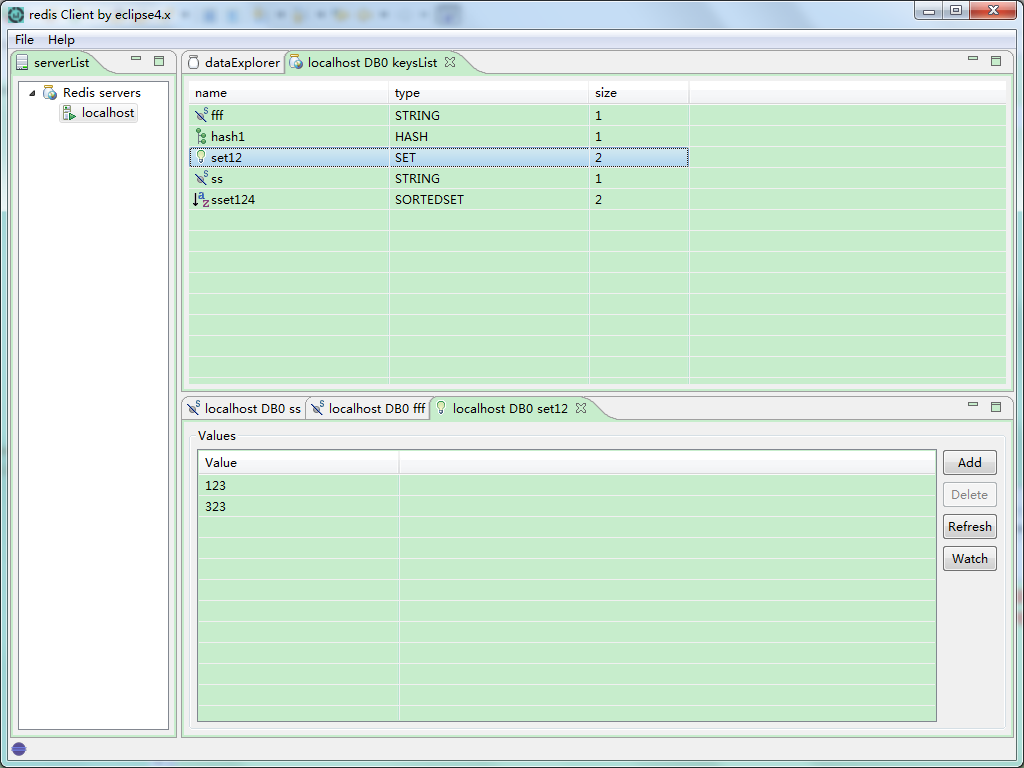 redis Client by eclipse4.x
File Help
serverList
Redis servers
localhost
dataExplorer localhost DB0 keysList
name type size
fff STRING 1
hash1 HASH 1
set12 SET 2
ss STRING 1
sset124 SORTEDSET 2
localhost DB0 ss localhost DB0 fff localhost DB0 set12
Values
Value
123
323
Add
Delete
Refresh
Watch